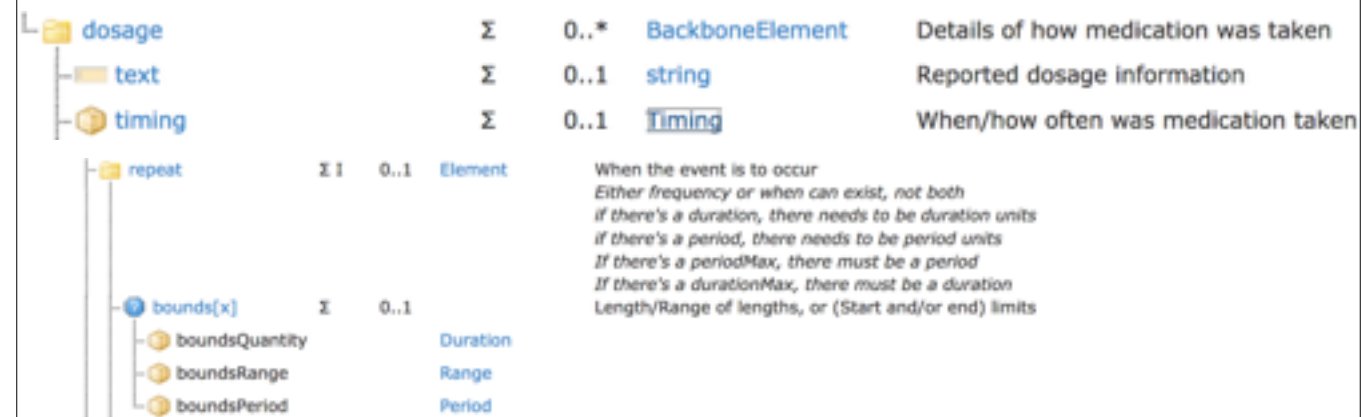 dosage Σ 0..* BackboneElement Details of how medication was taken
text Σ 0..1 string Reported dosage information
timing Σ 0..1 Timing When/how often was medication taken
repeat Σ I 0..1 Element When the event is to occur
Either frequency or when can exist, not both
if there's a duration, there needs to be duration units
if there's a period, there needs to be period units
If there's a periodMax, there must be a period
If there's a durationMax, there must be a duration
bounds[x] Σ 0..1 Length/Range of lengths, or (Start and/or end) limits
boundsQuantity Duration
boundsRange Range
boundsPeriod Period